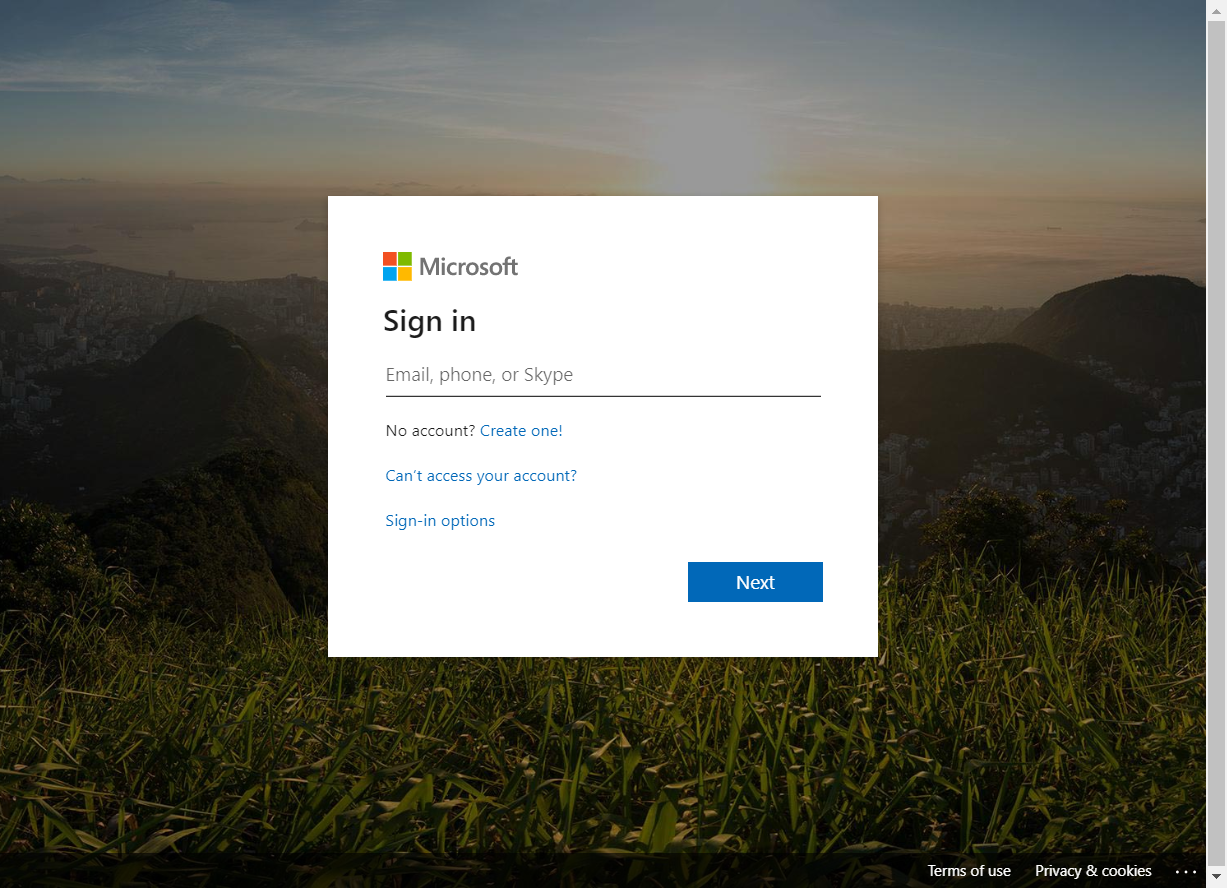 Microsoft
Sign in
Email, phone, or Skype
No account? Create one!
Can't access your account?
Sign-in options
Next
Terms of use Privacy & cookies ...